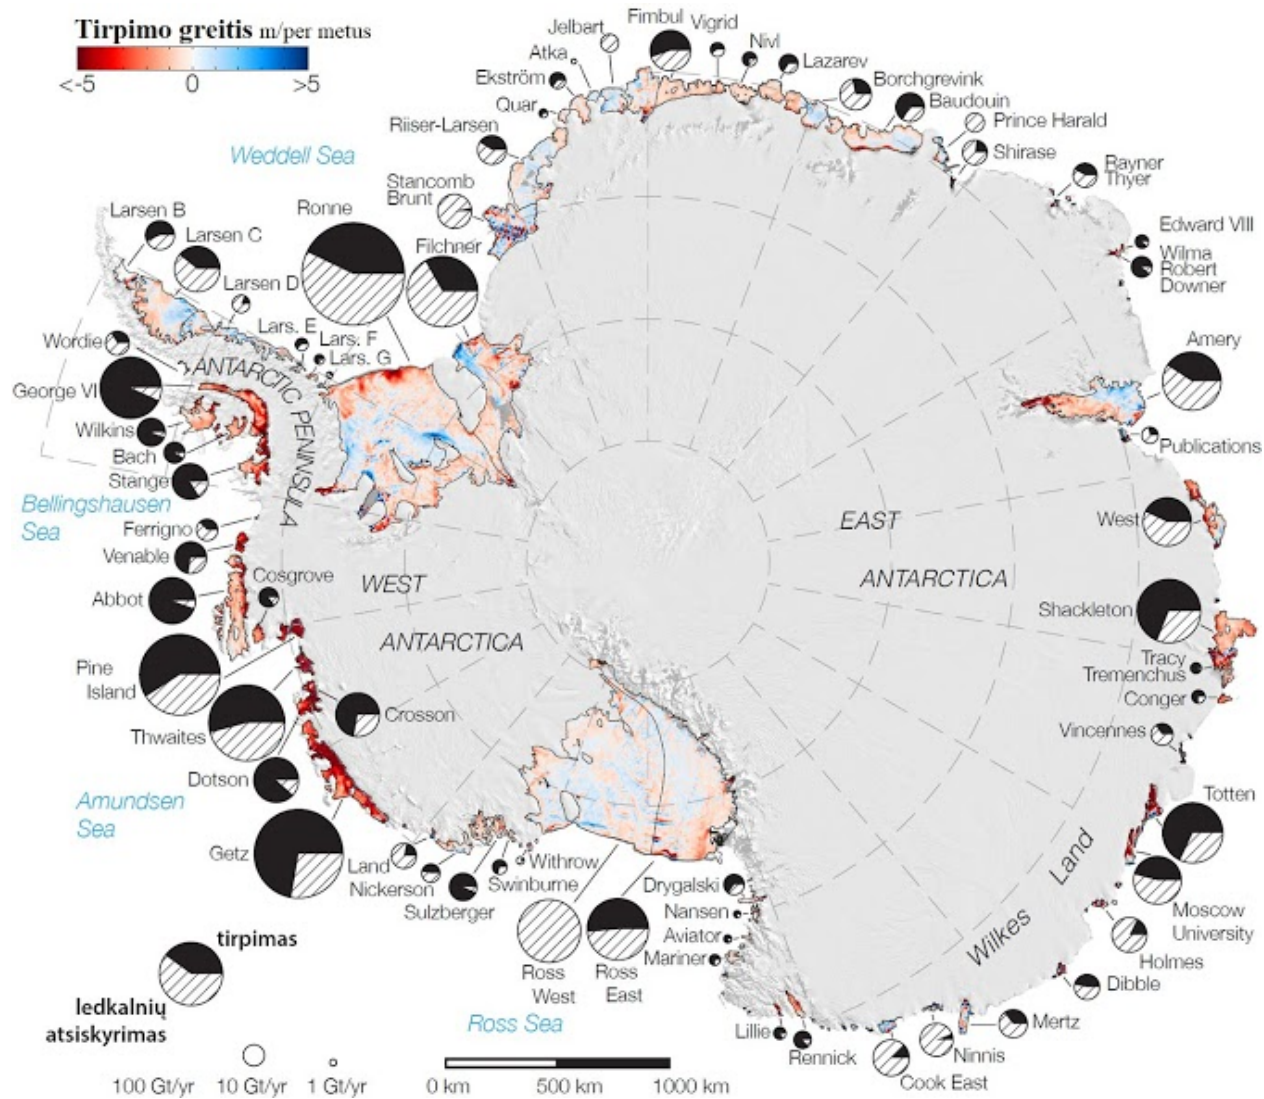 Tirpimo greitis m/per metus
<-5 0 >5
Weddell Sea
Jelbart
Fimbul
Vigrid
Atka
Nivl
Ekström
Lazarev
Quar
Borchgrevink
Baudouin
Riiser-Larsen
Prince Harald
Shirase
Stancomb
Brunt
Rayner
Thyer
Ronne
Filchner
Larsen B
Larsen C
Larsen D
Edward VIII
Wilma
Robert
Downer
Lars. E
Lars. F
Lars. G
Wordie
ANTARCTIC PENINSULA
George VI
Amery
Wilkins
Bach
Stange
Publications
Bellingshausen
Sea
Ferrigno
Venable
Cosgrove
Abbot
WEST
ANTARCTICA
EAST
ANTARCTICA
West
Shackleton
Pine
Island
Tracy
Tremenchus
Conger
Thwaites
Crosson
Vincennes
Dotson
Amundsen
Sea
Totten
Getz
Land
Nickerson
Sulzberger
Swinburne
Withrow
Drygalski
Nansen
Aviator
Mariner
Wilkes Land
Moscow
University
Holmes
Dibble
Ross
West
Ross
East
Ross Sea
Lillie
Rennick
Cook East
Ninnis
Mertz
tirpimas
ledkalnių
atsiskyrimas
100 Gt/yr 10 Gt/yr 1 Gt/yr
0 km 500 km 1000 km